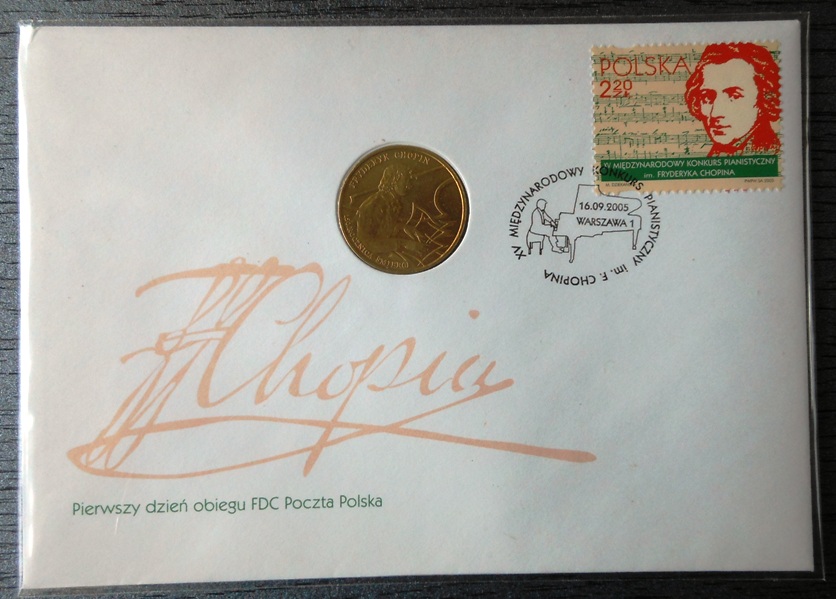 POLSKA
2 20
ZŁ
XV MIĘDZYNARODOWY KONKURS PIANISTYCZNY
im. FRYDERYKA CHOPINA
FRYDERYK CHOPIN
XV MIĘDZYNARODOWY KONKURS PIANISTYCZNY im. F. CHOPINA
16.09.2005
WARSZAWA 1
Chopin
Pierwszy dzień obiegu FDC Poczta Polska